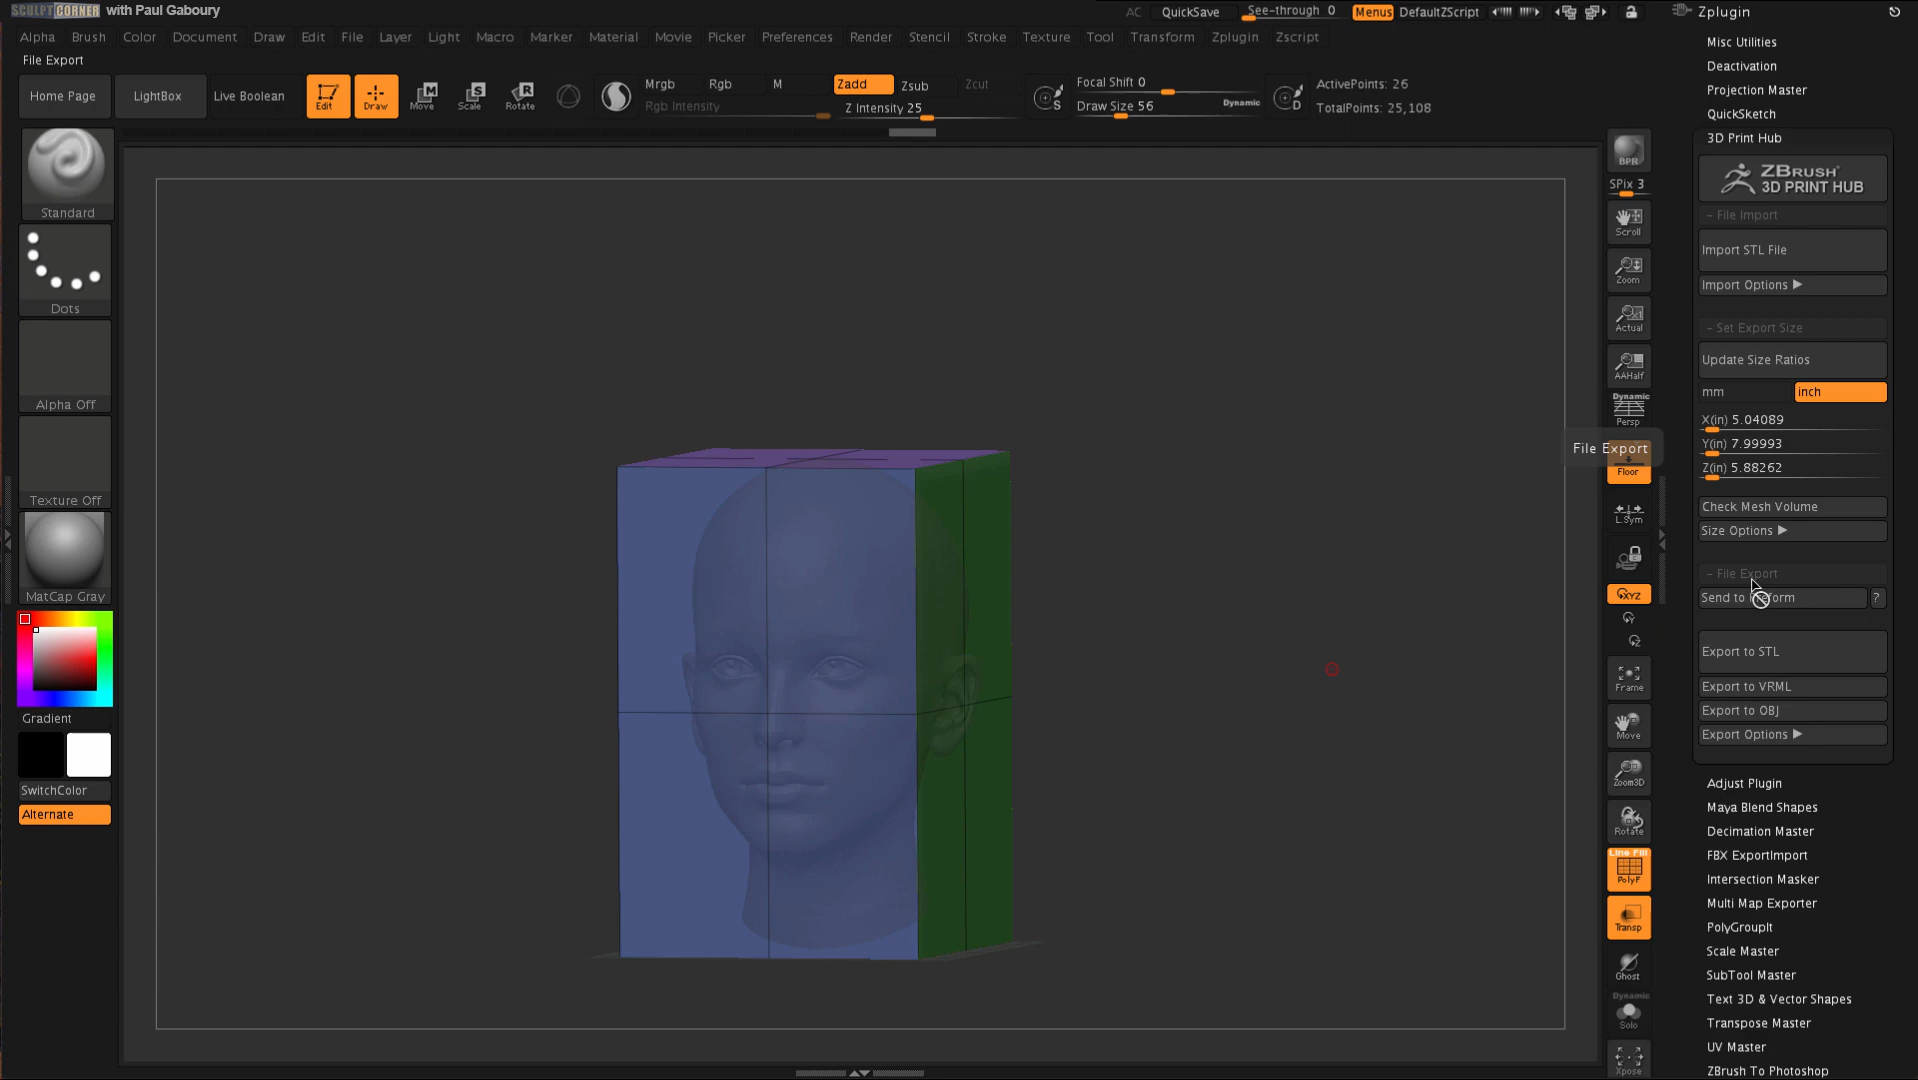 SCULPT CORNER with Paul Gaboury
AC QuickSave See-through 0 Menus DefaultZScript
Zplugin
Alpha Brush Color Document Draw Edit File Layer Light Macro Marker Material Movie Picker Preferences Render Stencil Stroke Texture Tool Transform Zplugin Zscript
File Export
Home Page LightBox Live Boolean Edit Draw Move Scale Rotate
M S R
Mrgb Rgb M Zadd Zsub Zcut
Rgb Intensity Z Intensity 25
S Focal Shift 0
Draw Size 56 Dynamic
D ActivePoints: 26
TotalPoints: 25,108
Standard
Dots
Alpha Off
Texture Off
MatCap Gray
Gradient
SwitchColor
Alternate
BPR
SPix 3
Scroll
Zoom
Actual
AAHalf
Dynamic
Persp
File Export
Floor
L.Sym
XYZ
Y
Z
Frame
Move
Zoom3D
Rotate
Line Fill
PolyF
Transp
Ghost
Dynamic
Solo
Xpose
Misc Utilities
Deactivation
Projection Master
QuickSketch
3D Print Hub
ZBRUSH®
3D PRINT HUB
- File Import
Import STL File
Import Options
- Set Export Size
Update Size Ratios
mm inch
X(in) 5.04089
Y(in) 7.99993
Z(in) 5.88262
Check Mesh Volume
Size Options
- File Export
Send to Preform ?
Export to STL
Export to VRML
Export to OBJ
Export Options
Adjust Plugin
Maya Blend Shapes
Decimation Master
FBX ExportImport
Intersection Masker
Multi Map Exporter
PolyGroupIt
Scale Master
SubTool Master
Text 3D & Vector Shapes
Transpose Master
UV Master
ZBrush To Photoshop